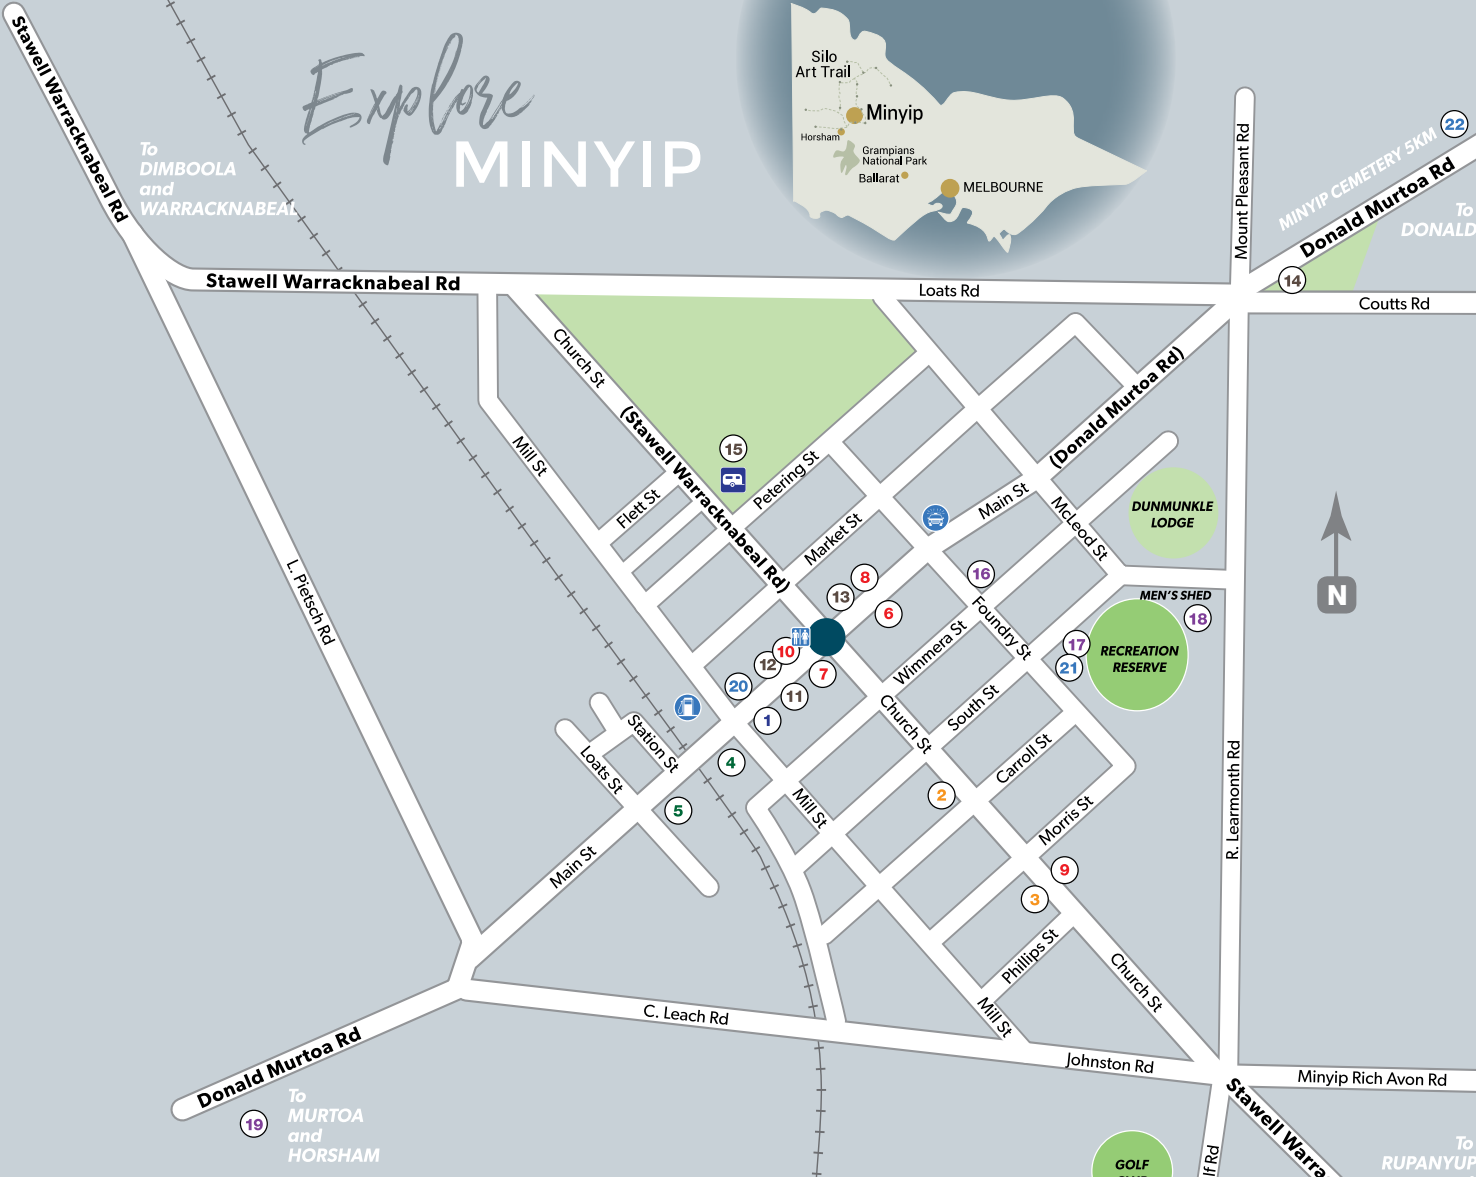 Explore
MINYIP
Silo
Art Trail
Minyip
Horsham
Grampians
National Park
Ballarat
MELBOURNE
Stawell Warracknabeal Rd
To
DIMBOOLA
and
WARRACKNABEAL
Stawell Warracknabeal Rd
Loats Rd
Mount Pleasant Rd
22
MINYIP CEMETERY 5KM
Donald Murtoa Rd
To
DONALD
14
Coutts Rd
Church St
(Stawell Warracknabeal Rd)
15
Petering St
Mill St
Flett St
Market St
(Donald Murtoa Rd)
Main St
McLeod St
DUNMUNKLE
LODGE
N
L. Pietsch Rd
8
13
6
16
Foundry St
MEN'S SHED
18
17
21
RECREATION
RESERVE
Wimmera St
10
12
7
20
11
1
Church St
South St
Station St
Loats St
4
5
Mill St
2
Carroll St
Morris St
R. Learmonth Rd
Main St
9
3
Phillips St
Church St
Mill St
C. Leach Rd
Johnston Rd
Minyip Rich Avon Rd
Donald Murtoa Rd
19
To
MURTOA
and
HORSHAM
Stawell Warra
lf Rd
GOLF
To
RUPANYUP